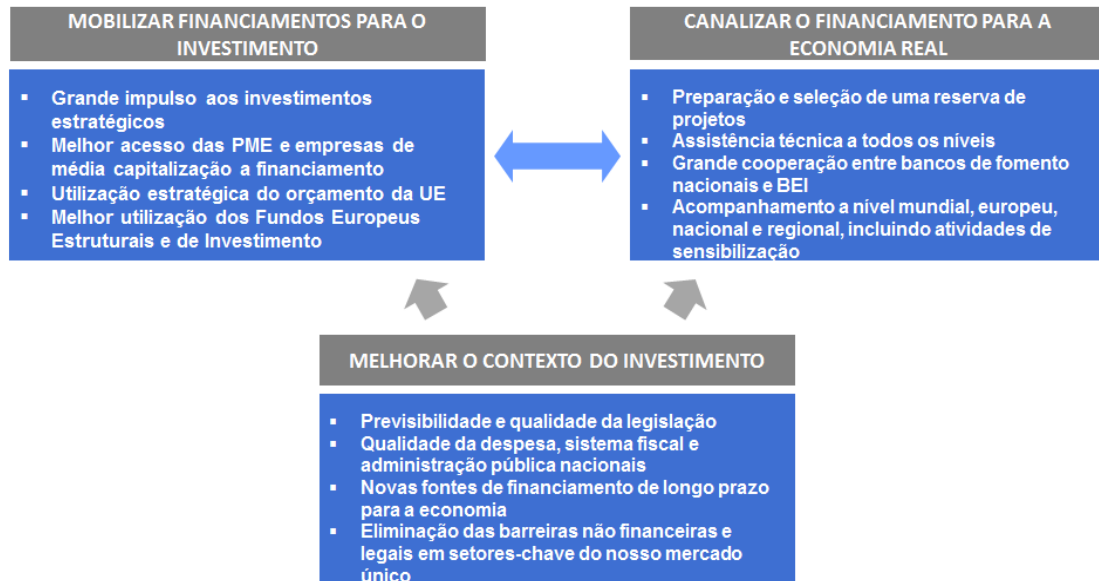 MOBILIZAR FINANCIAMENTOS PARA O
INVESTIMENTO
▪ Grande impulso aos investimentos
estratégicos
▪ Melhor acesso das PME e empresas de
média capitalização a financiamento
▪ Utilização estratégica do orçamento da UE
▪ Melhor utilização dos Fundos Europeus
Estruturais e de Investimento
CANALIZAR O FINANCIAMENTO PARA A
ECONOMIA REAL
▪ Preparação e seleção de uma reserva de
projetos
▪ Assistência técnica a todos os níveis
▪ Grande cooperação entre bancos de fomento
nacionais e BEI
▪ Acompanhamento a nível mundial, europeu,
nacional e regional, incluindo atividades de
sensibilização
MELHORAR O CONTEXTO DO INVESTIMENTO
▪ Previsibilidade e qualidade da legislação
▪ Qualidade da despesa, sistema fiscal e
administração pública nacionais
▪ Novas fontes de financiamento de longo prazo
para a economia
▪ Eliminação das barreiras não financeiras e
legais em setores-chave do nosso mercado
único